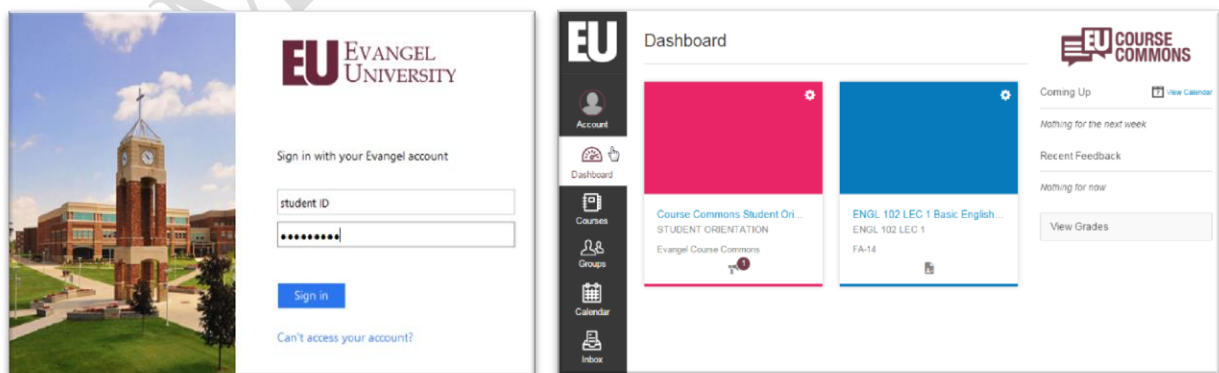 EU EVANGEL
UNIVERSITY
Sign in with your Evangel account
student ID
Sign in
Can't access your account?
EU
Account
Dashboard
Courses
Groups
Calendar
Inbox
Dashboard
Course Commons Student Ori...
STUDENT ORIENTATION
Evangel Course Commons
1
ENGL 102 LEC 1 Basic English...
ENGL 102 LEC 1
FA-14
EU COURSE
COMMONS
Coming Up
7 View Calendar
Nothing for the next week
Recent Feedback
Nothing for now
View Grades